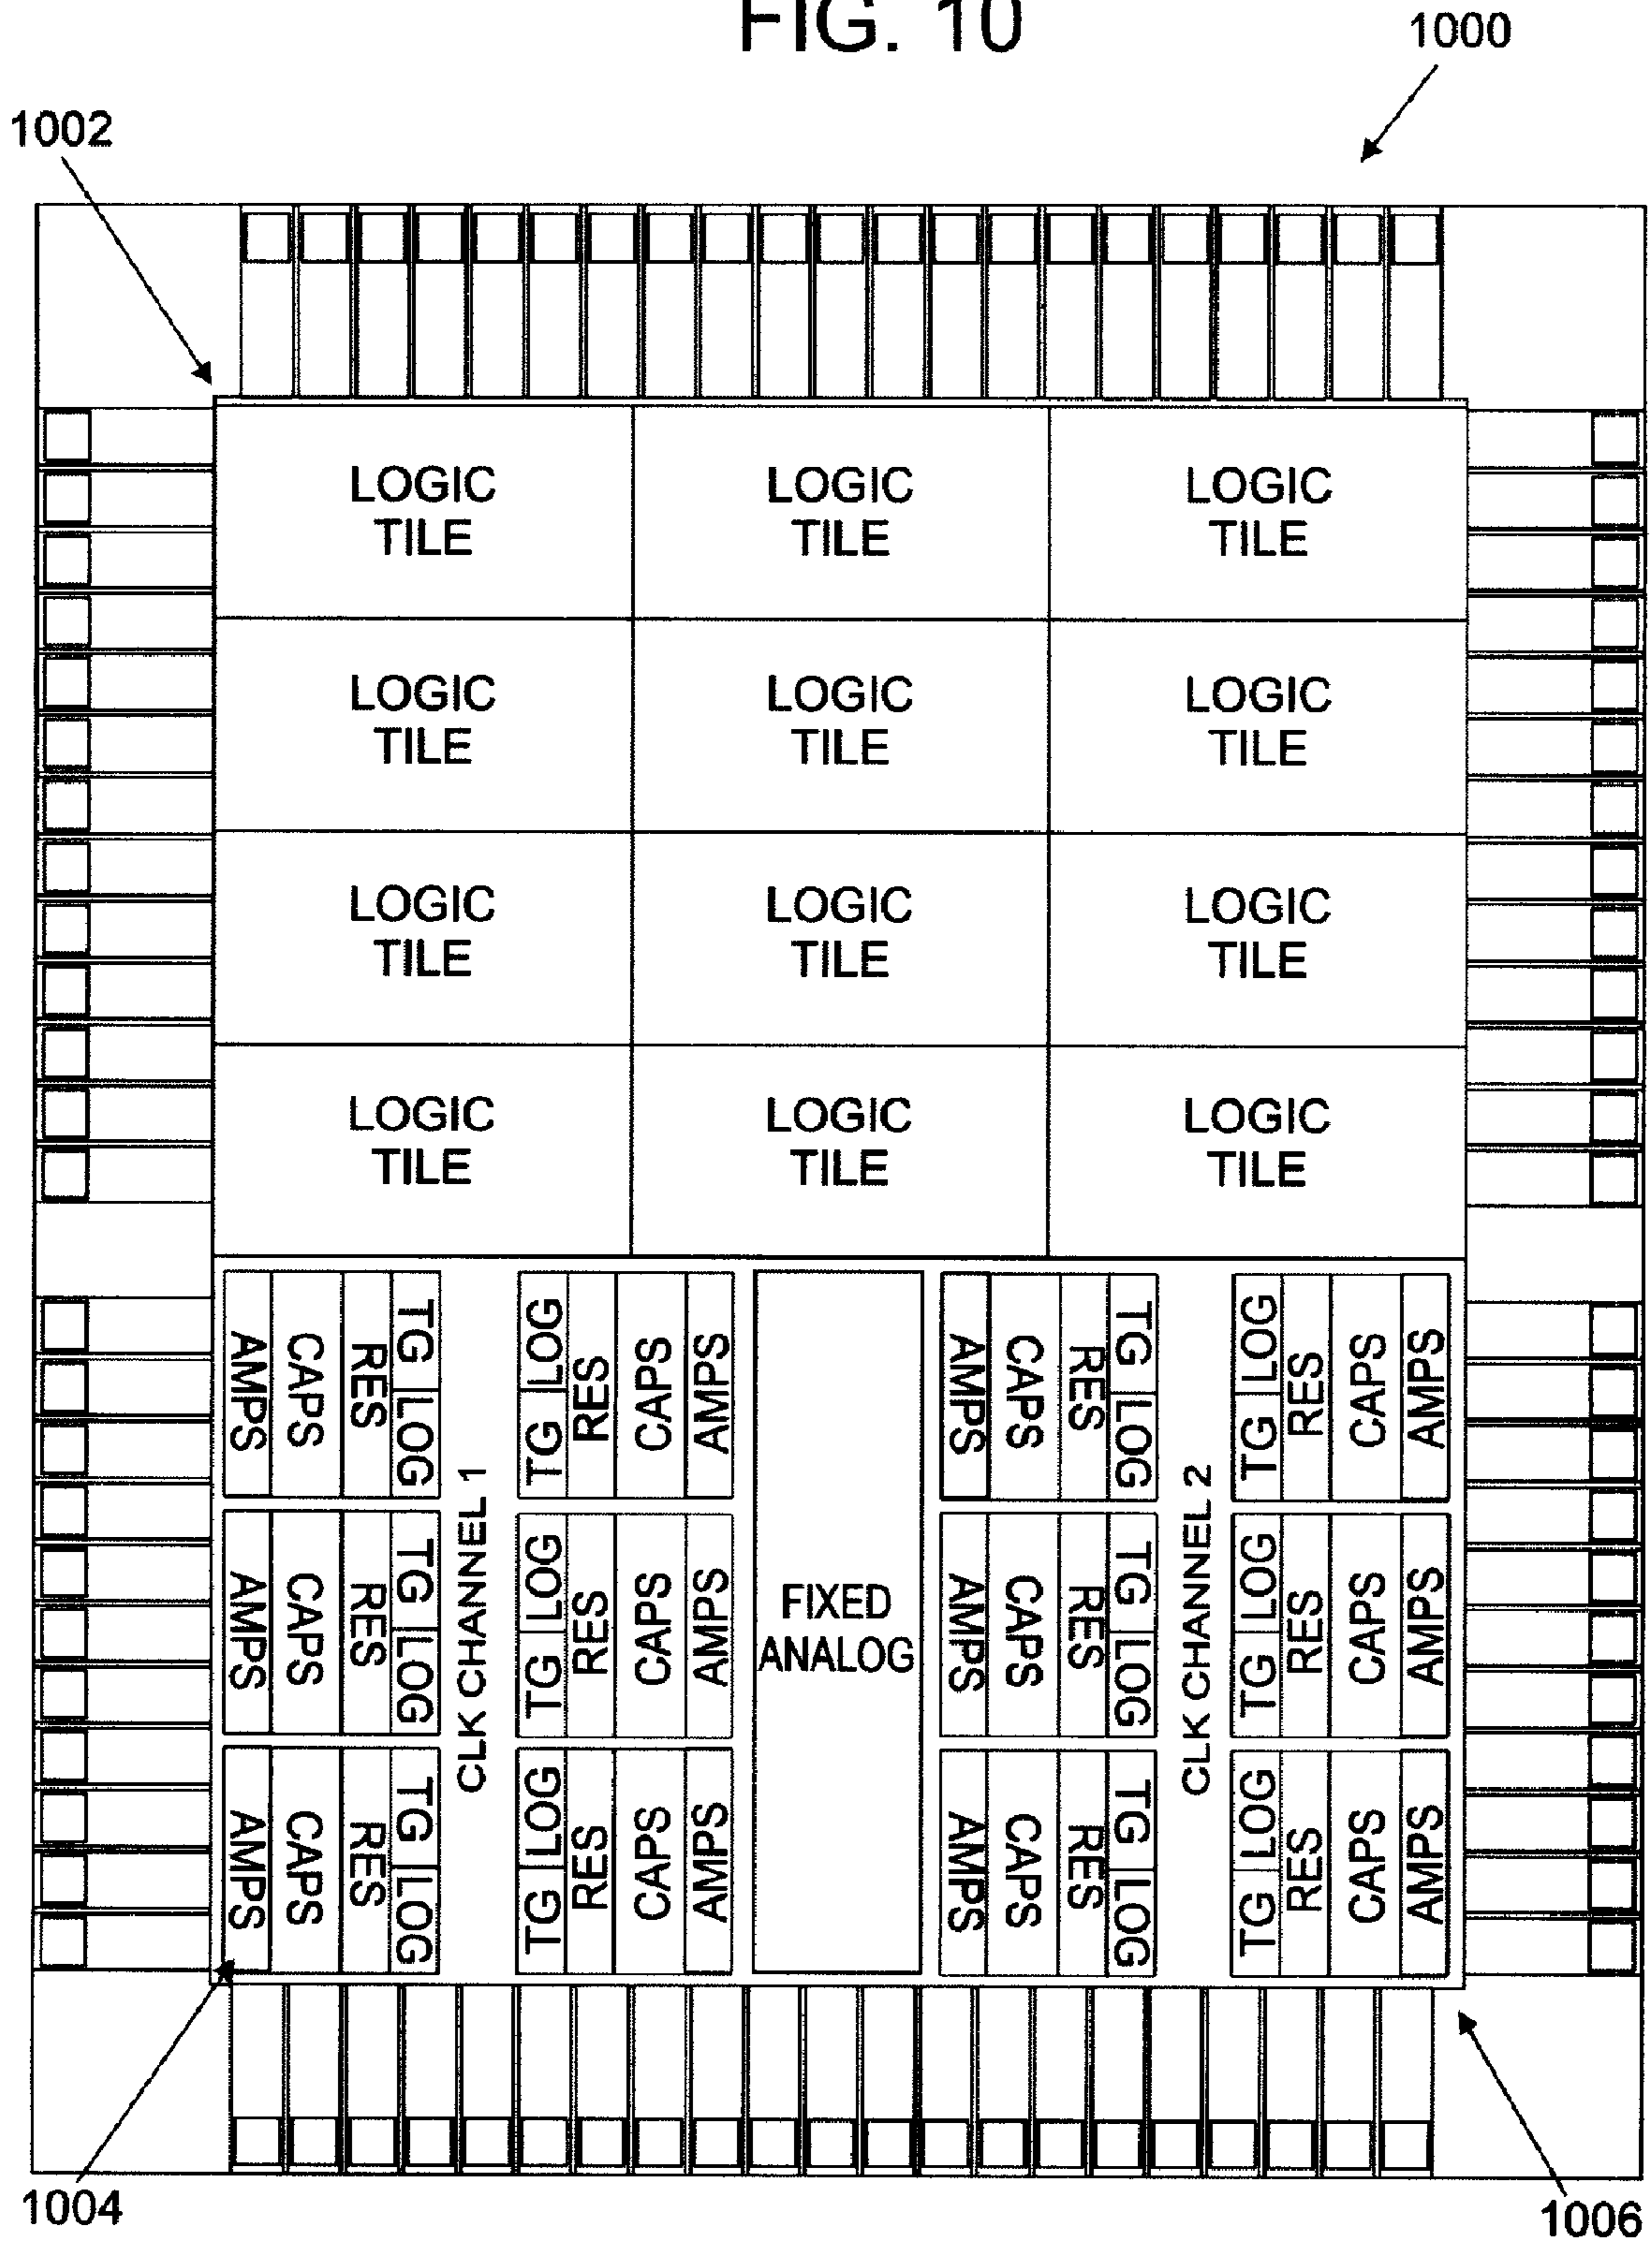 FIG. 10
1000
1002
LOGIC TILE
LOGIC TILE
LOGIC TILE
LOGIC TILE
LOGIC TILE
LOGIC TILE
LOGIC TILE
LOGIC TILE
LOGIC TILE
LOGIC TILE
LOGIC TILE
LOGIC TILE
AMPS
CAPS
RES
TG LOG
TG LOG
RES
CAPS
AMPS
AMPS
CAPS
RES
TG LOG
TG LOG
RES
CAPS
AMPS
AMPS
CAPS
RES
TG LOG
CLK CHANNEL 1
TG LOG
RES
CAPS
AMPS
FIXED
ANALOG
AMPS
CAPS
RES
TG LOG
CLK CHANNEL 2
TG LOG
RES
CAPS
AMPS
AMPS
CAPS
RES
TG LOG
TG LOG
RES
CAPS
AMPS
AMPS
CAPS
RES
TG LOG
TG LOG
RES
CAPS
AMPS
1004
1006